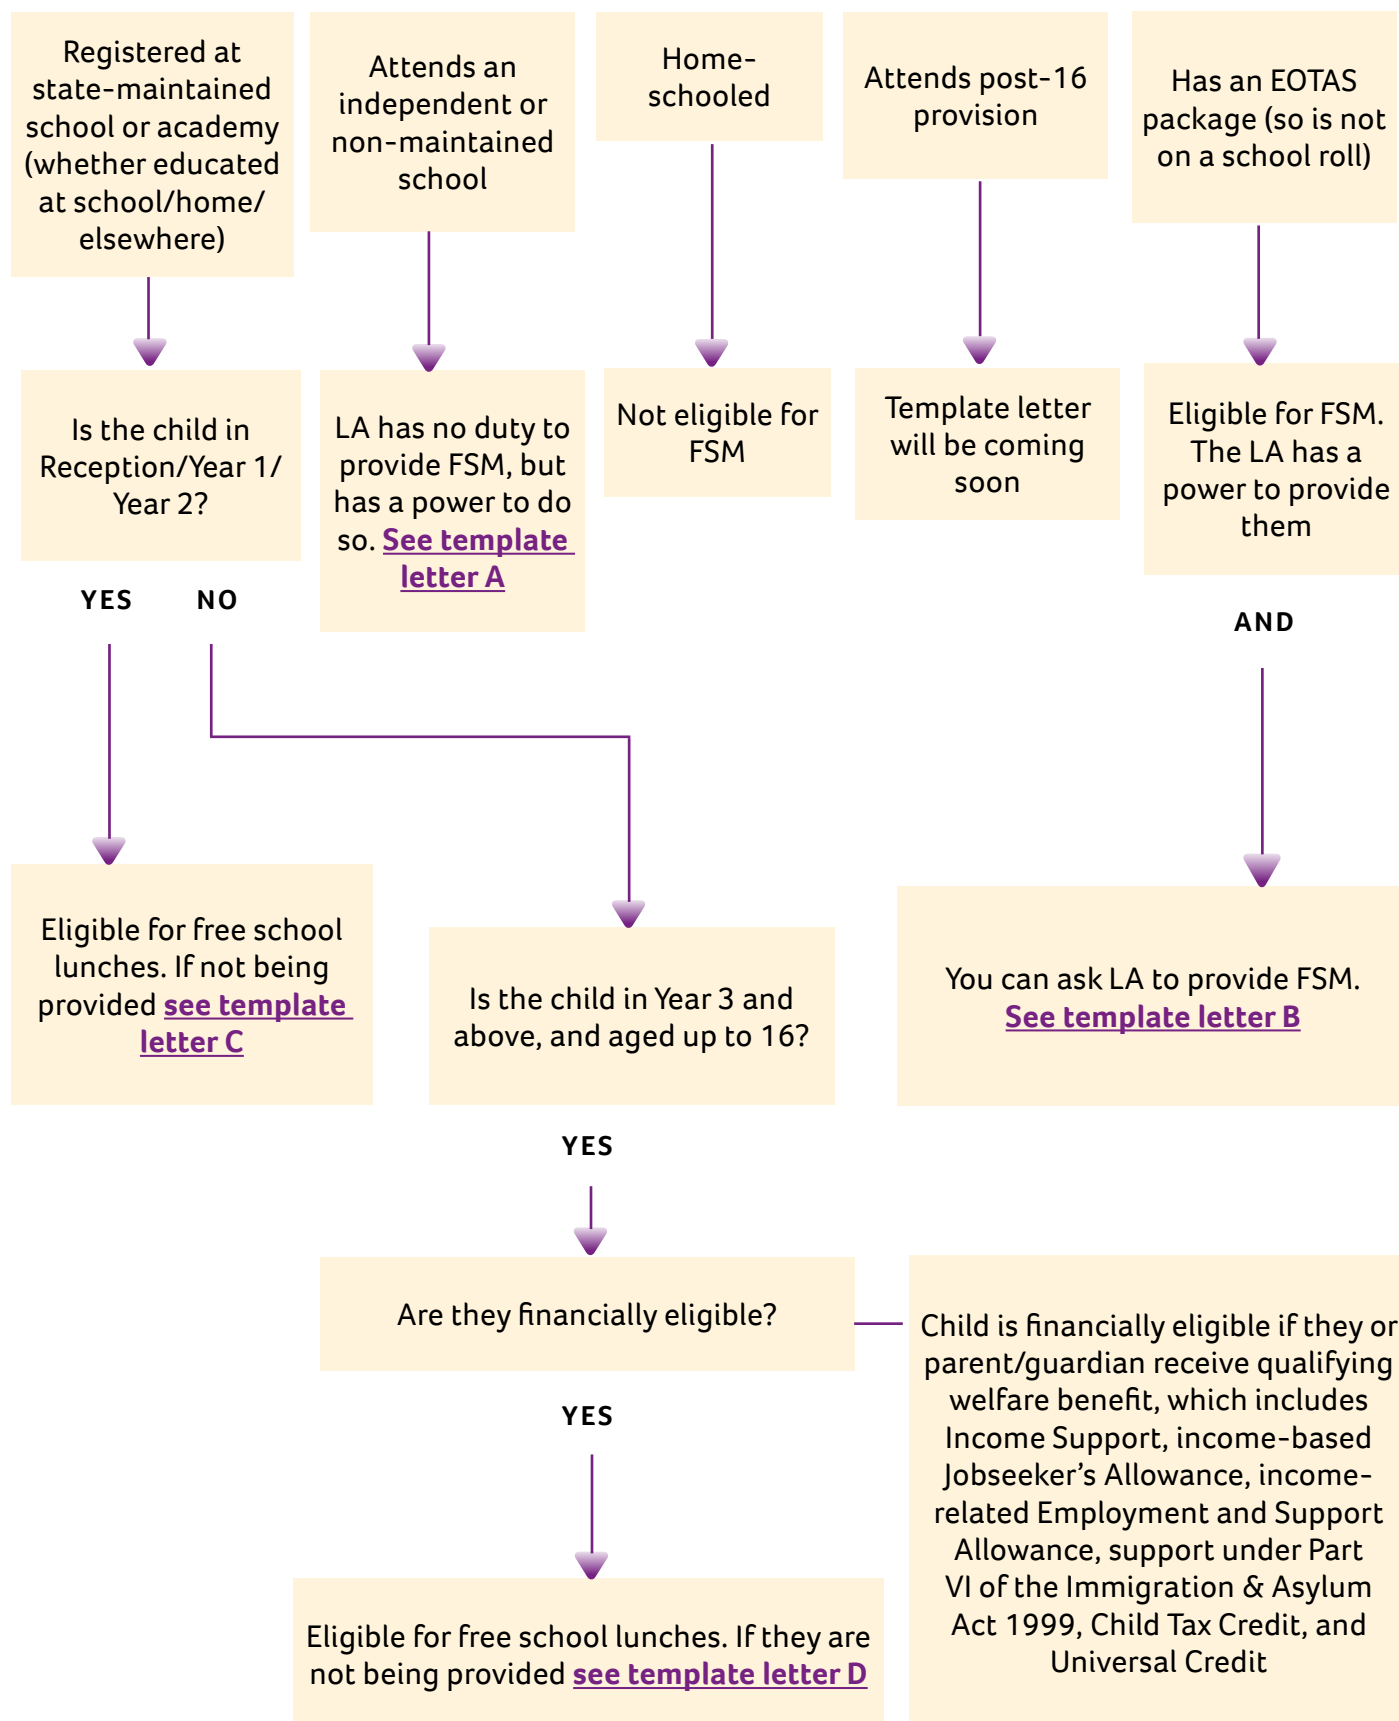 Registered at
state-maintained
school or academy
(whether educated
at school/home/
elsewhere)
Attends an
independent or
non-maintained
school
Home-
schooled
Attends post-16
provision
Has an EOTAS
package (so is not
on a school roll)
Is the child in
Reception/Year 1/
Year 2?
LA has no duty to
provide FSM, but
has a power to do
so. See template
letter A
Not eligible for
FSM
Template letter
will be coming
soon
Eligible for FSM.
The LA has a
power to provide
them
YES
NO
AND
Eligible for free school
lunches. If not being
provided see template
letter C
Is the child in Year 3 and
above, and aged up to 16?
You can ask LA to provide FSM.
See template letter B
YES
Are they financially eligible?
Child is financially eligible if they or
parent/guardian receive qualifying
welfare benefit, which includes
Income Support, income-based
Jobseeker’s Allowance, income-
related Employment and Support
Allowance, support under Part
VI of the Immigration & Asylum
Act 1999, Child Tax Credit, and
Universal Credit
YES
Eligible for free school lunches. If they are
not being provided see template letter D